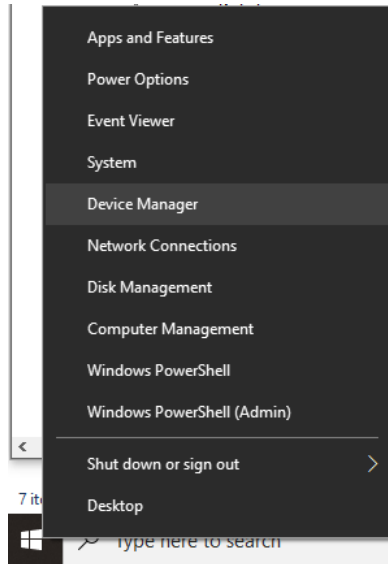 Apps and Features
Power Options
Event Viewer
System
Device Manager
Network Connections
Disk Management
Computer Management
Windows PowerShell
Windows PowerShell (Admin)
Shut down or sign out
7
Desktop
Type here to search